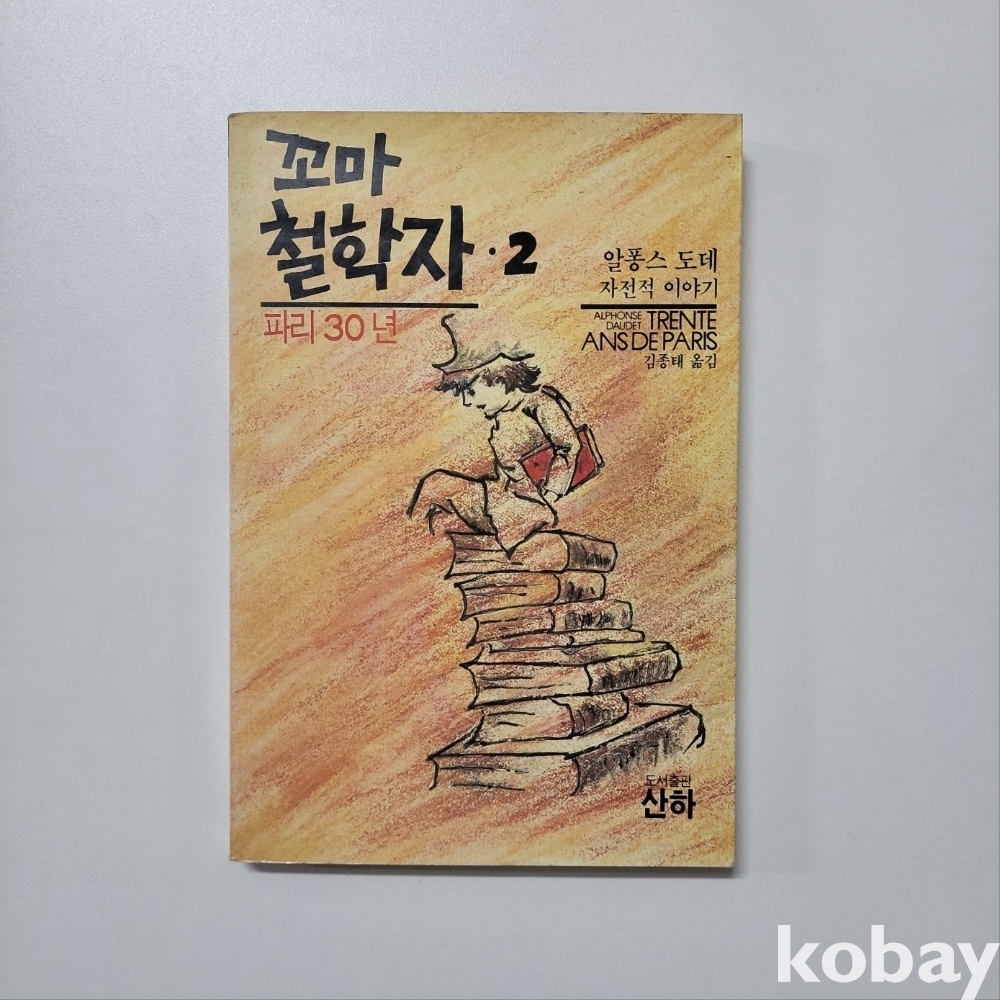 꼬마
철학자·2
파리 30년
알퐁스 도데
자전적 이야기
ALPHONSE DAUDET TRENTE
ANS DE PARIS
김종태 옮김
도서출판
산하
kobay